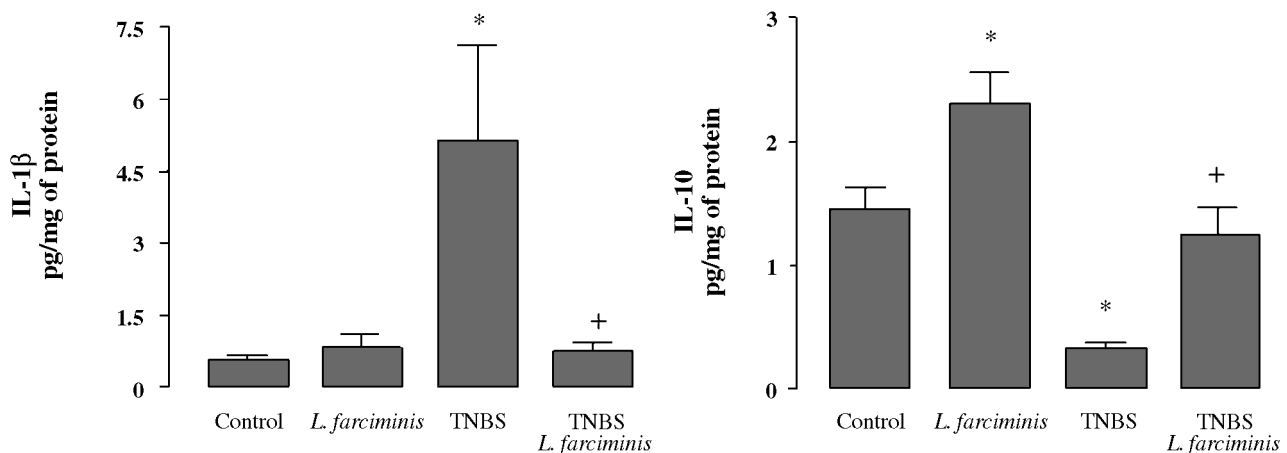 IL-1β
pg/mg of protein
7.5
6
4.5
3
1.5
0
*
+
Control
L. farciminis
TNBS
TNBS
L. farciminis
IL-10
pg/mg of protein
3
2
1
0
*
*
+
Control
L. farciminis
TNBS
TNBS
L. farciminis